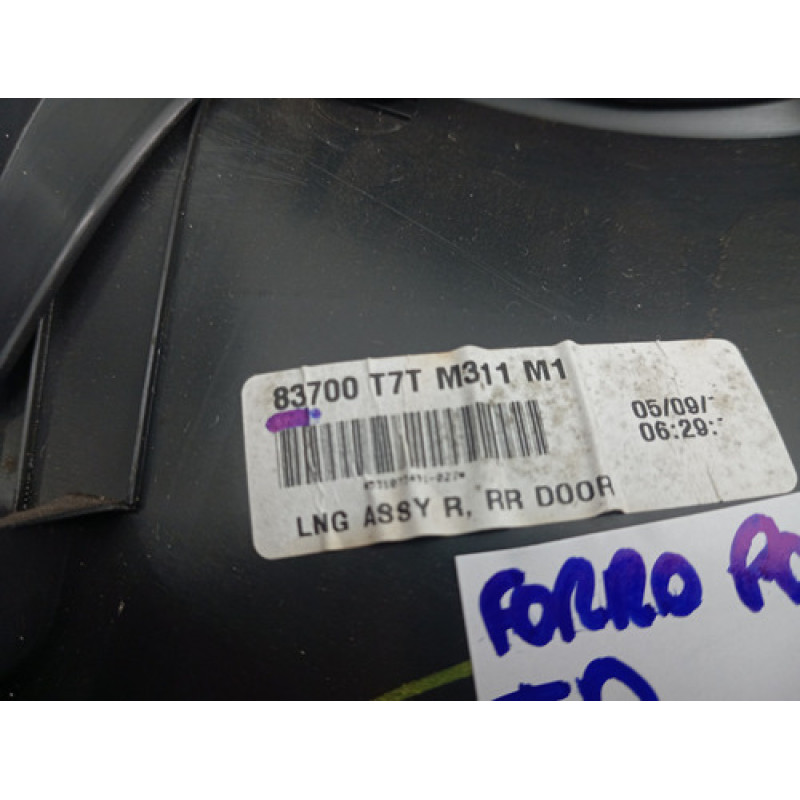 83700 T7T M311 M1
05/09/
06:29:
LNG ASSY R, RR DOOR
FORRO